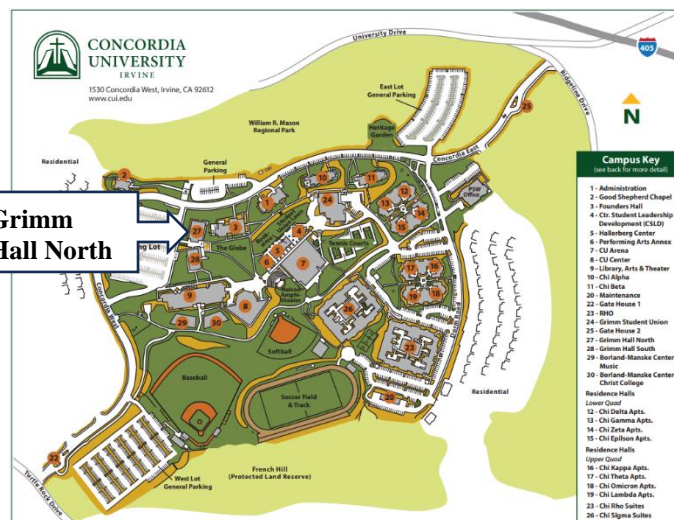 CONCORDIA
UNIVERSITY
IRVINE
1530 Concordia West, Irvine, CA 92612
www.cui.edu
University Drive
405
Ridgeline Drive
N
East Lot
General Parking
William R. Mason
Regional Park
Heritage
Garden
Concordia East
Residential
General
Parking
PSW
Office
Grimm
Hall North
The Globe
Tennis Courts
Concordia West
Softball
Baseball
Soccer Field
& Track
Residential
West Lot
General Parking
French Hill
(Protected Land Reserve)
Turtle Rock Drive
Campus Key
(see back for more detail)
1 - Administration
2 - Good Shepherd Chapel
3 - Founders Hall
4 - Ctr. Student Leadership
Development (CSLD)
5 - Hallerberg Center
6 - Performing Arts Annex
7 - CU Arena
8 - CU Center
9 - Library, Arts & Theater
10 - Chi Alpha
11 - Chi Beta
20 - Maintenance
22 - Gate House 1
23 - RHO
24 - Grimm Student Union
25 - Gate House 2
27 - Grimm Hall North
28 - Grimm Hall South
29 - Borland-Manske Center
Music
30 - Borland-Manske Center
Christ College
Residence Halls
Lower Quad
12 - Chi Delta Apts.
13 - Chi Gamma Apts.
14 - Chi Zeta Apts.
15 - Chi Epilson Apts.
Residence Halls
Upper Quad
16 - Chi Kappa Apts.
17 - Chi Theta Apts.
18 - Chi Omicron Apts.
19 - Chi Lambda Apts.
23 - Chi Rho Suites
26 - Chi Sigma Suites